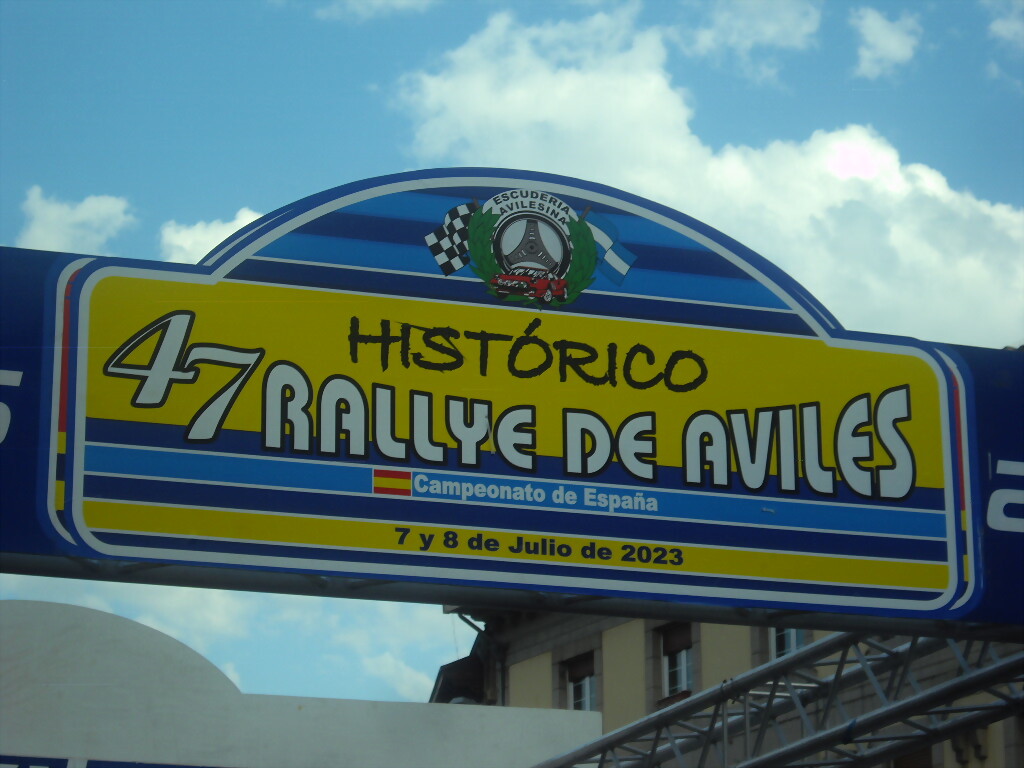 ESCUDERIA
AVILESINA
HISTÓRICO
47 RALLYE DE AVILES
Campeonato de España
7 y 8 de Julio de 2023